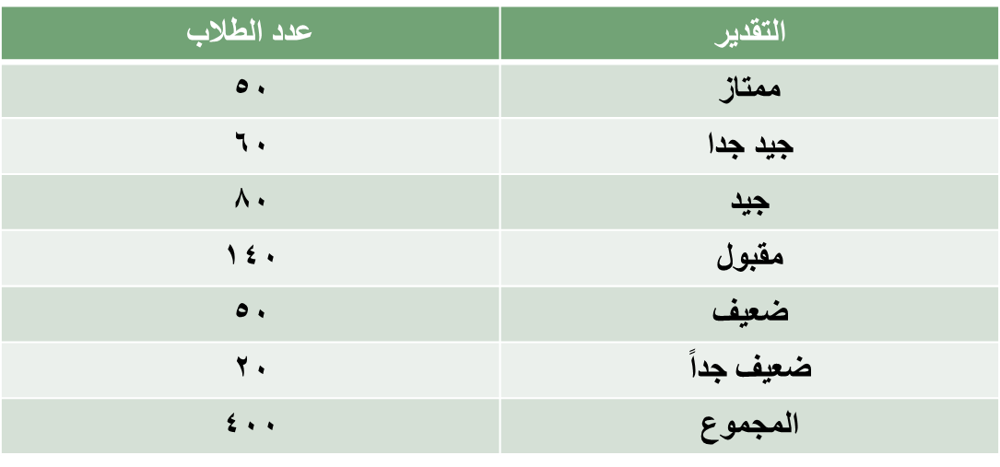 التقدير عدد الطلاب
ممتاز ٥٠
جيد جدا ٦٠
جيد ٨٠
مقبول ١٤٠
ضعيف ٥٠
ضعيف جداً ٢٠
المجموع ٤٠٠